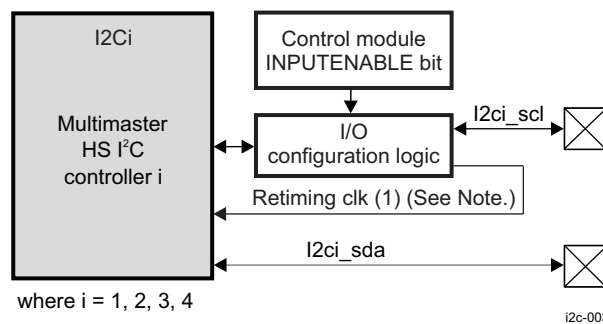 I2Ci
Multimaster
HS I²C
controller i
Control module
INPUTENABLE bit
I/O
configuration logic
I2ci_scl
Retiming clk (1) (See Note.)
I2ci_sda
where i = 1, 2, 3, 4